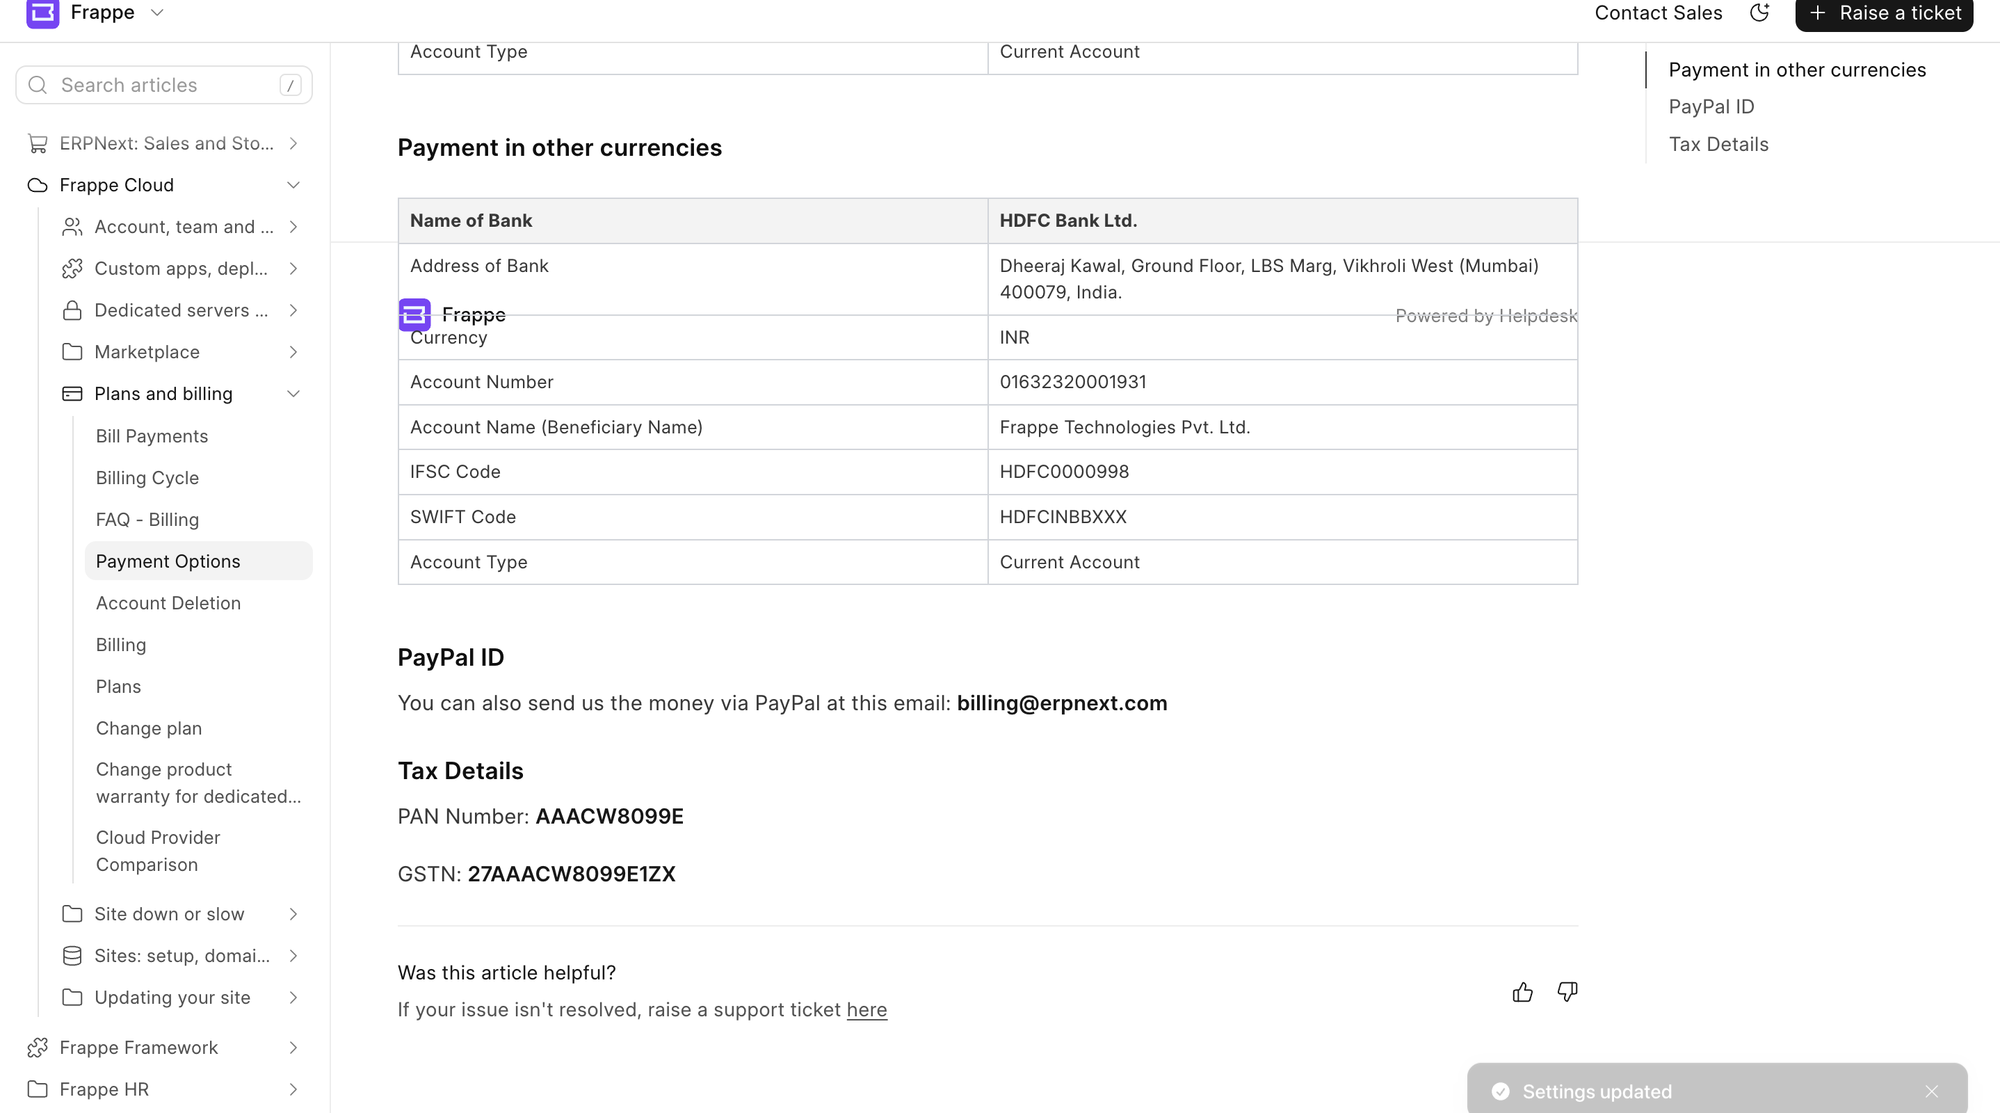 Frappe
Contact Sales
Raise a ticket
Search articles
/
ERPNext: Sales and Sto...
Frappe Cloud
Account, team and ...
Custom apps, depl...
Dedicated servers ...
Marketplace
Plans and billing
Bill Payments
Billing Cycle
FAQ - Billing
Payment Options
Account Deletion
Billing
Plans
Change plan
Change product
warranty for dedicated...
Cloud Provider
Comparison
Site down or slow
Sites: setup, domai...
Updating your site
Frappe Framework
Frappe HR
Account Type Current Account
Payment in other currencies
Name of Bank HDFC Bank Ltd.
Address of Bank Dheeraj Kawal, Ground Floor, LBS Marg, Vikhroli West (Mumbai)
400079, India.
Frappe Powered by Helpdesk
Currency INR
Account Number 01632320001931
Account Name (Beneficiary Name) Frappe Technologies Pvt. Ltd.
IFSC Code HDFC0000998
SWIFT Code HDFCINBBXXX
Account Type Current Account
PayPal ID
You can also send us the money via PayPal at this email: billing@erpnext.com
Tax Details
PAN Number: AAACW8099E
GSTN: 27AAACW8099E1ZX
Was this article helpful?
If your issue isn't resolved, raise a support ticket here
Payment in other currencies
PayPal ID
Tax Details
Settings updated